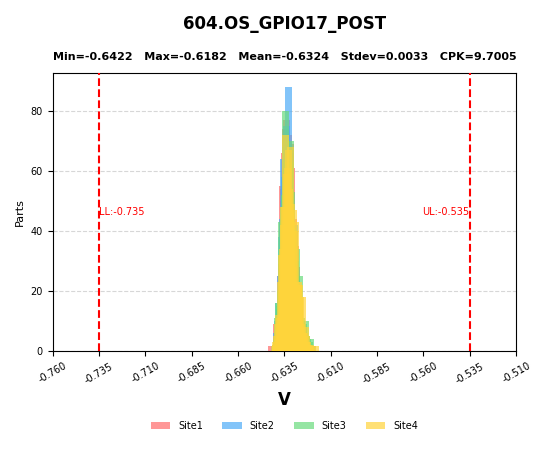 604.OS_GPIO17_POST
Min=-0.6422 Max=-0.6182 Mean=-0.6324 Stdev=0.0033 CPK=9.7005
Parts
80
60
40
20
0
LL:-0.735
UL:-0.535
-0.760 -0.735 -0.710 -0.685 -0.660 -0.635 -0.610 -0.585 -0.560 -0.535 -0.510
V
Site1 Site2 Site3 Site4